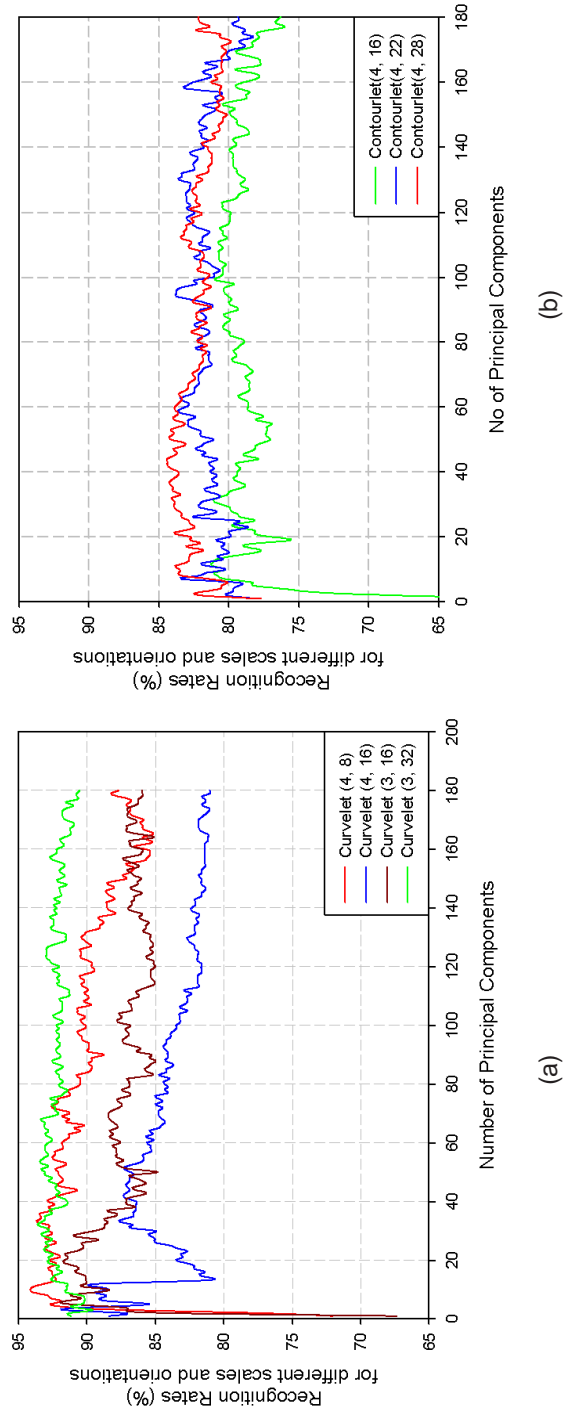 Recognition Rates (%)
for different scales and orientations
95
90
85
80
75
70
65
0
20
40
60
80
100
120
140
160
180
200
Number of Principal Components
Curvelet (4, 8)
Curvelet (4, 16)
Curvelet (3, 16)
Curvelet (3, 32)
(a)
Recognition Rates (%)
for different scales and orientations
95
90
85
80
75
70
65
0
20
40
60
80
100
120
140
160
180
No of Principal Components
Contourlet(4, 16)
Contourlet(4, 22)
Contourlet(4, 28)
(b)